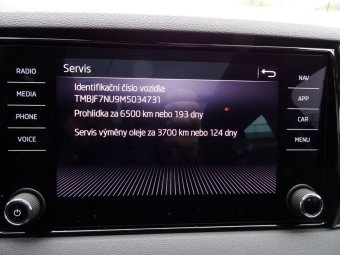 Servis
RADIO
MEDIA
PHONE
VOICE
Identifikační číslo vozidla:
TMBJF7NU9M5034731
Prohlídka za 6500 km nebo 193 dny
Servis výměny oleje za 3700 km nebo 124 dny
NAV
APP
CAR
MENU